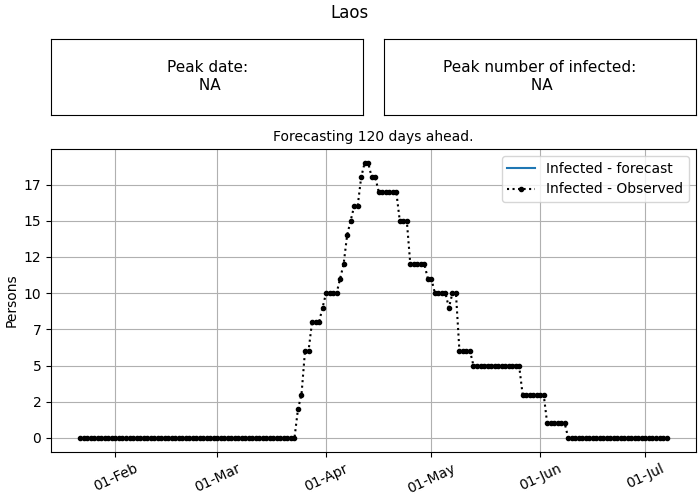 Laos
Peak date:
NA
Peak number of infected:
NA
Forecasting 120 days ahead.
Infected - forecast
Infected - Observed
Persons
17
15
12
10
7
5
2
0
01-Feb
01-Mar
01-Apr
01-May
01-Jun
01-Jul